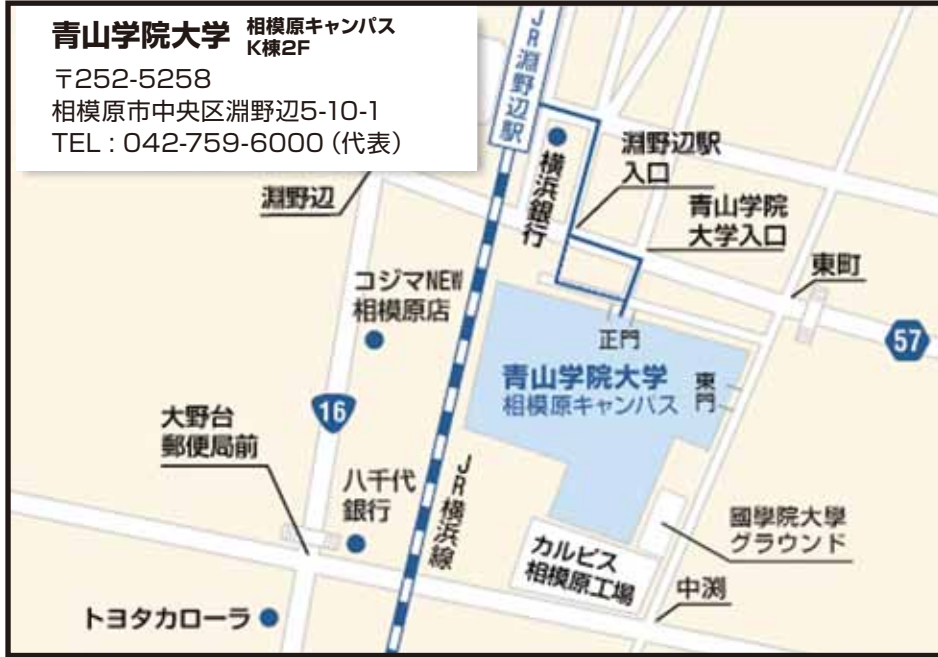 青山学院大学 相模原キャンパス
K棟2F
〒252-5258
相模原市中央区淵野辺5-10-1
TEL : 042-759-6000（代表）
JR淵野辺駅
横浜銀行
淵野辺駅
入口
淵野辺
青山学院
大学入口
東町
コジマNEW
相模原店
正門
57
青山学院大学
相模原キャンパス
東門
16
大野台
郵便局前
八千代
銀行
JR横浜線
國學院大學
グラウンド
カルピス
相模原工場
中渕
トヨタカローラ